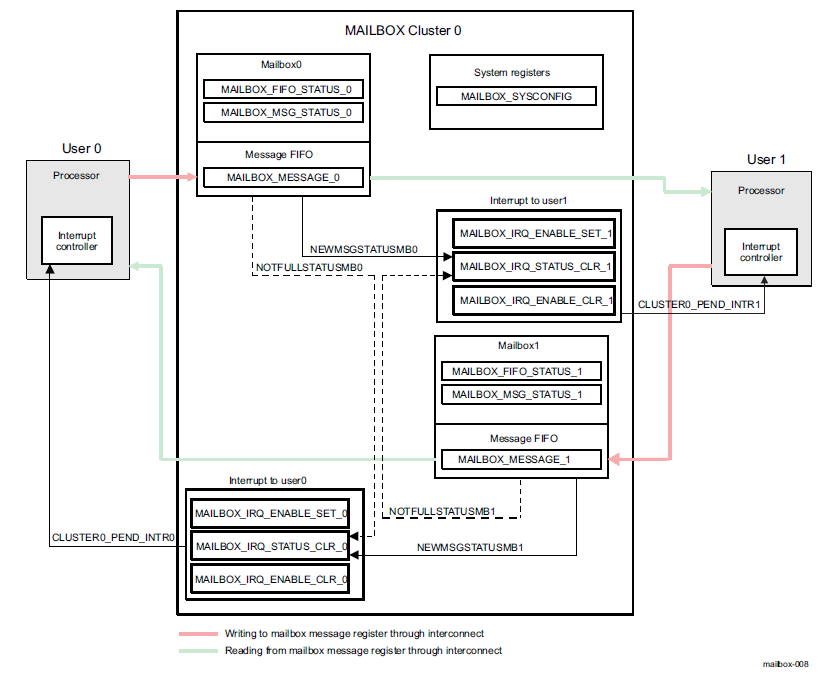 MAILBOX Cluster 0
Mailbox0
MAILBOX_FIFO_STATUS_0
MAILBOX_MSG_STATUS_0
Message FIFO
MAILBOX_MESSAGE_0
System registers
MAILBOX_SYSCONFIG
User 0
Processor
Interrupt
controller
User 1
Processor
Interrupt
controller
Interrupt to user1
MAILBOX_IRQ_ENABLE_SET_1
MAILBOX_IRQ_STATUS_CLR_1
MAILBOX_IRQ_ENABLE_CLR_1
NEWMSGSTATUSMB0
NOTFULLSTATUSMB0
CLUSTER0_PEND_INTR1
Mailbox1
MAILBOX_FIFO_STATUS_1
MAILBOX_MSG_STATUS_1
Message FIFO
MAILBOX_MESSAGE_1
Interrupt to user0
MAILBOX_IRQ_ENABLE_SET_0
MAILBOX_IRQ_STATUS_CLR_0
MAILBOX_IRQ_ENABLE_CLR_0
NOTFULLSTATUSMB1
NEWMSGSTATUSMB1
CLUSTER0_PEND_INTR0
Writing to mailbox message register through interconnect
Reading from mailbox message register through interconnect
mailbox-008